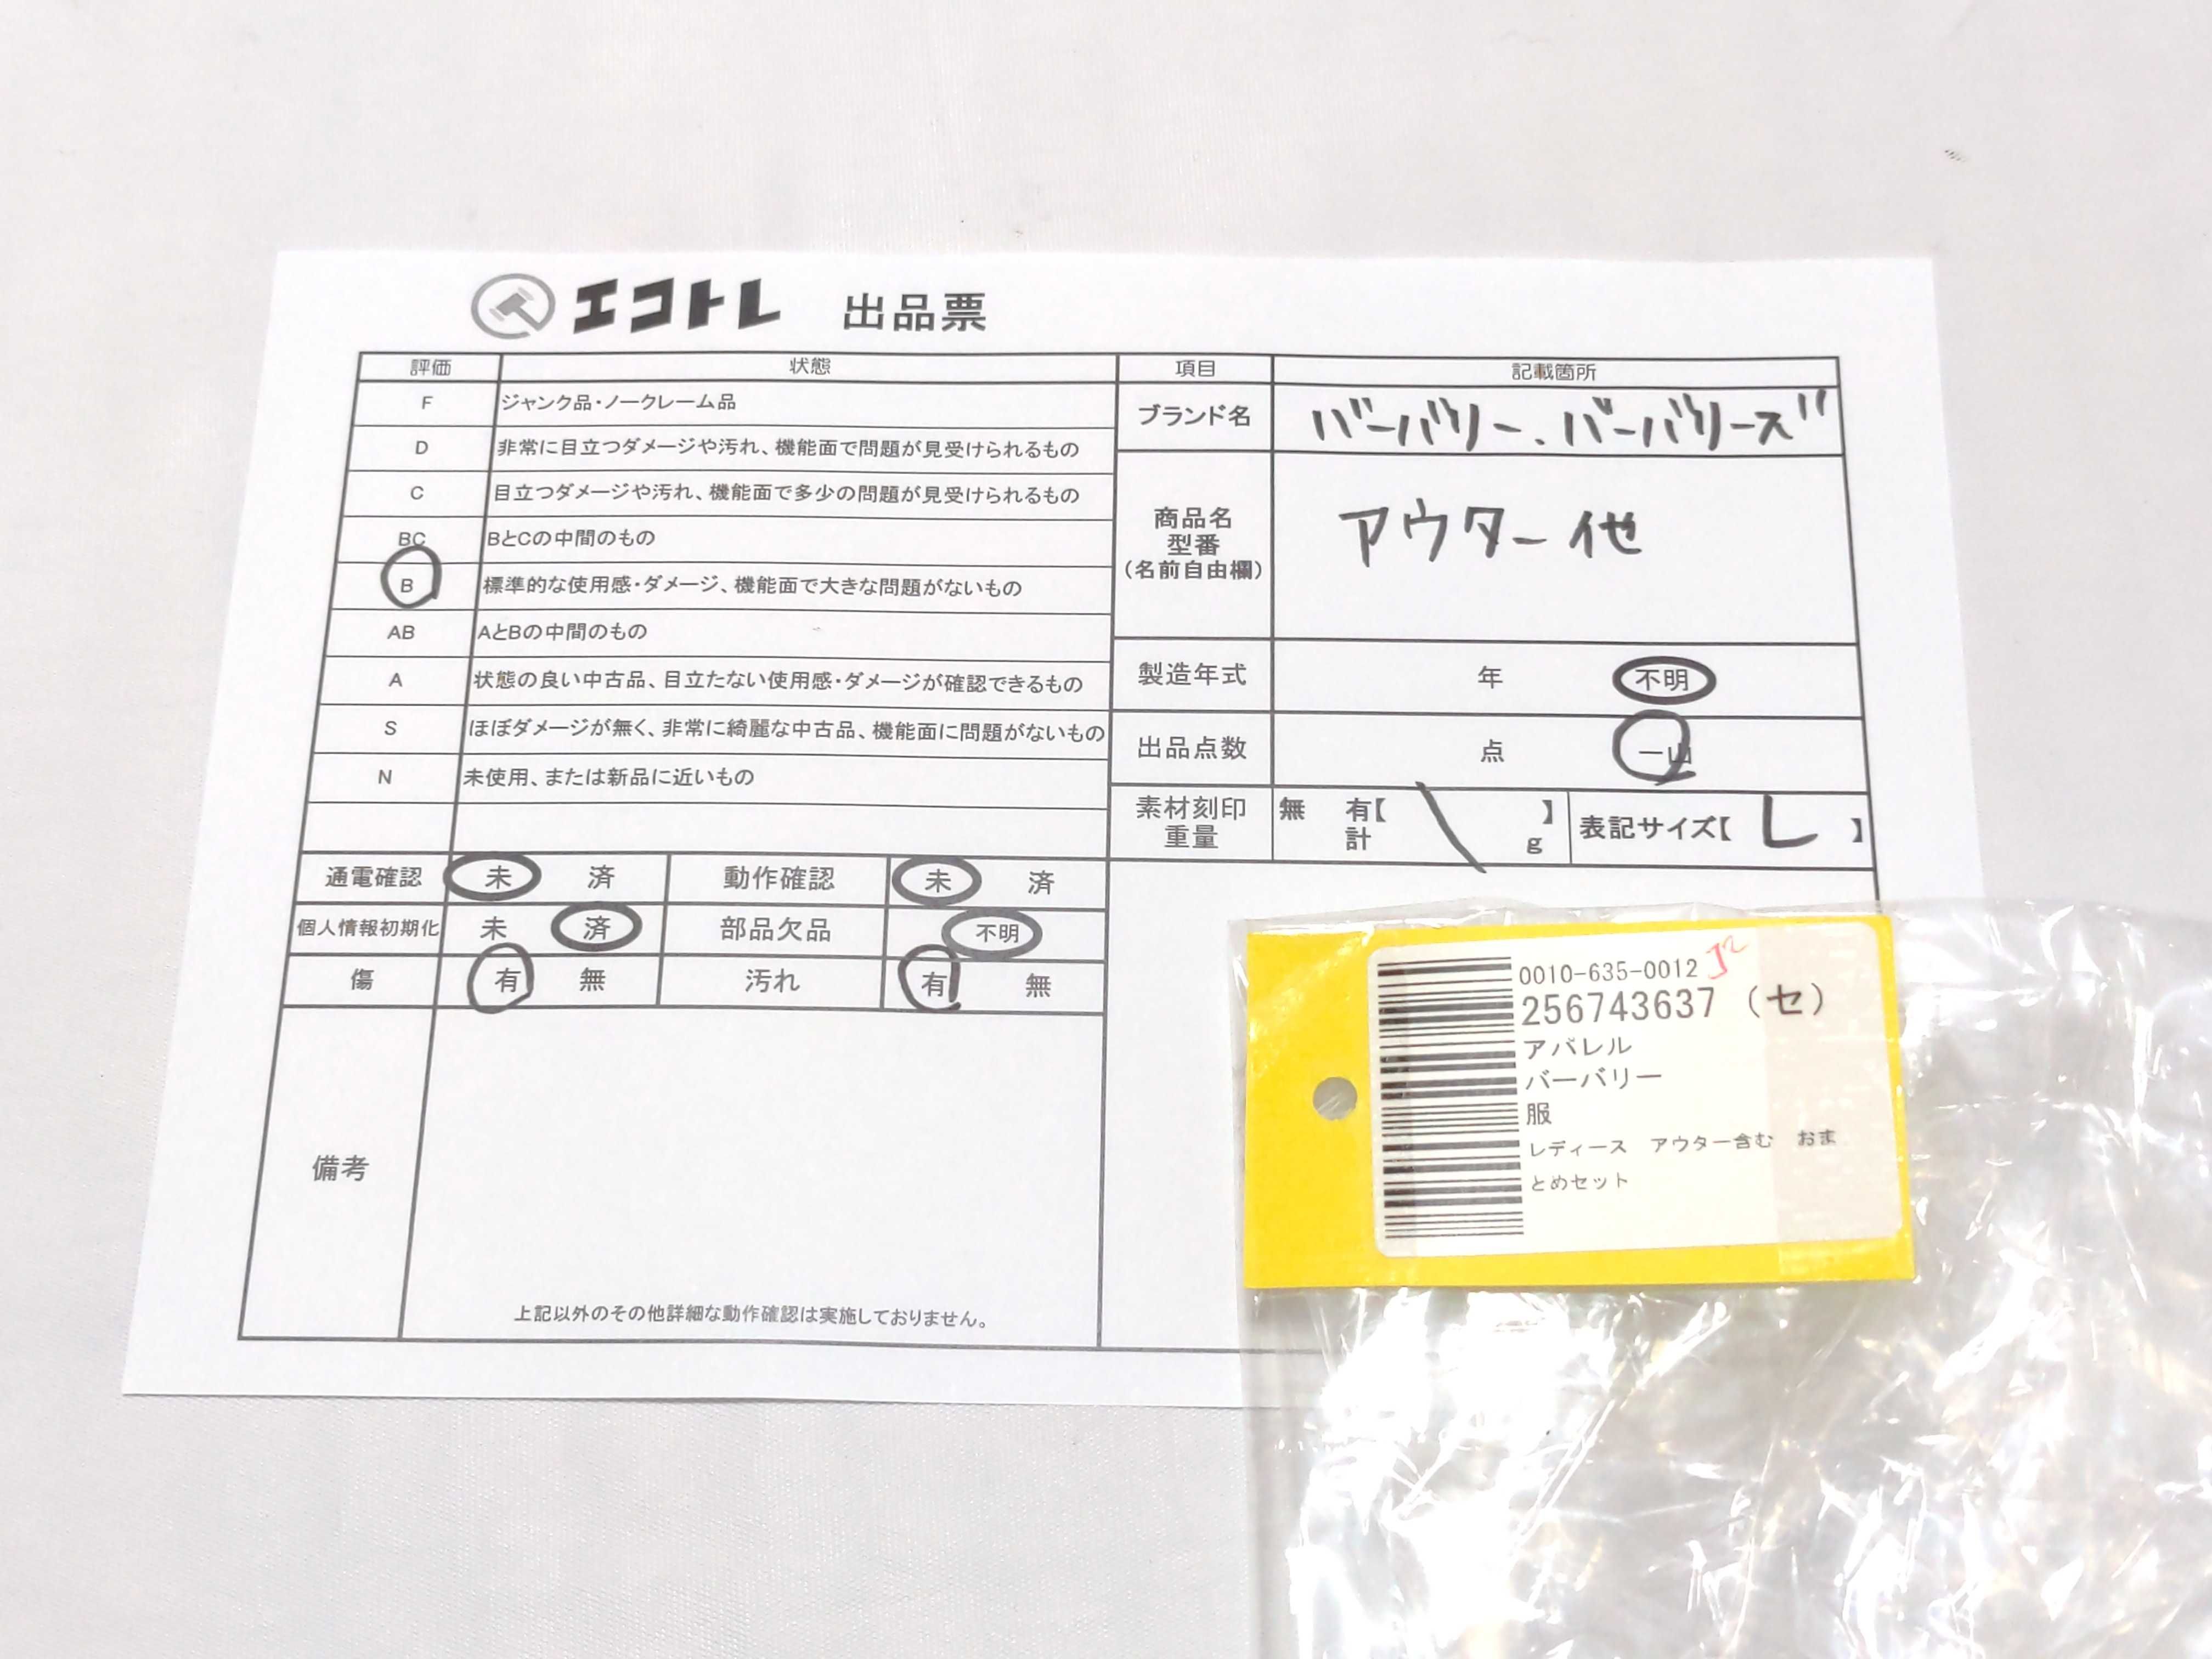 エコトレ 出品票
評価 状態
F ジャンク品・ノークレーム品
D 非常に目立つダメージや汚れ、機能面で問題が見受けられるもの
C 目立つダメージや汚れ、機能面で多少の問題が見受けられるもの
BC BとCの中間のもの
B 標準的な使用感・ダメージ、機能面で大きな問題がないもの
AB AとBの中間のもの
A 状態の良い中古品、目立たない使用感・ダメージが確認できるもの
S ほぼダメージが無く、非常に綺麗な中古品、機能面に問題がないもの
N 未使用、または新品に近いもの
通電確認 未 済 動作確認 未 済
個人情報初期化 未 済 部品欠品 不明
傷 有 無 汚れ 有 無
備考
上記以外のその他詳細な動作確認は実施しておりません。
項目 記載箇所
ブランド名 バーバリー、バーバリーズ
商品名
型番
(名前自由欄)
アウター他
製造年式 年 不明
出品点数 点 一山
素材刻印 無 有【 】
重量 計 g
表記サイズ【 L 】
0010-635-0012 J2
256743637 (セ)
アパレル
バーバリー
服
レディース アウター含む おま
とめセット